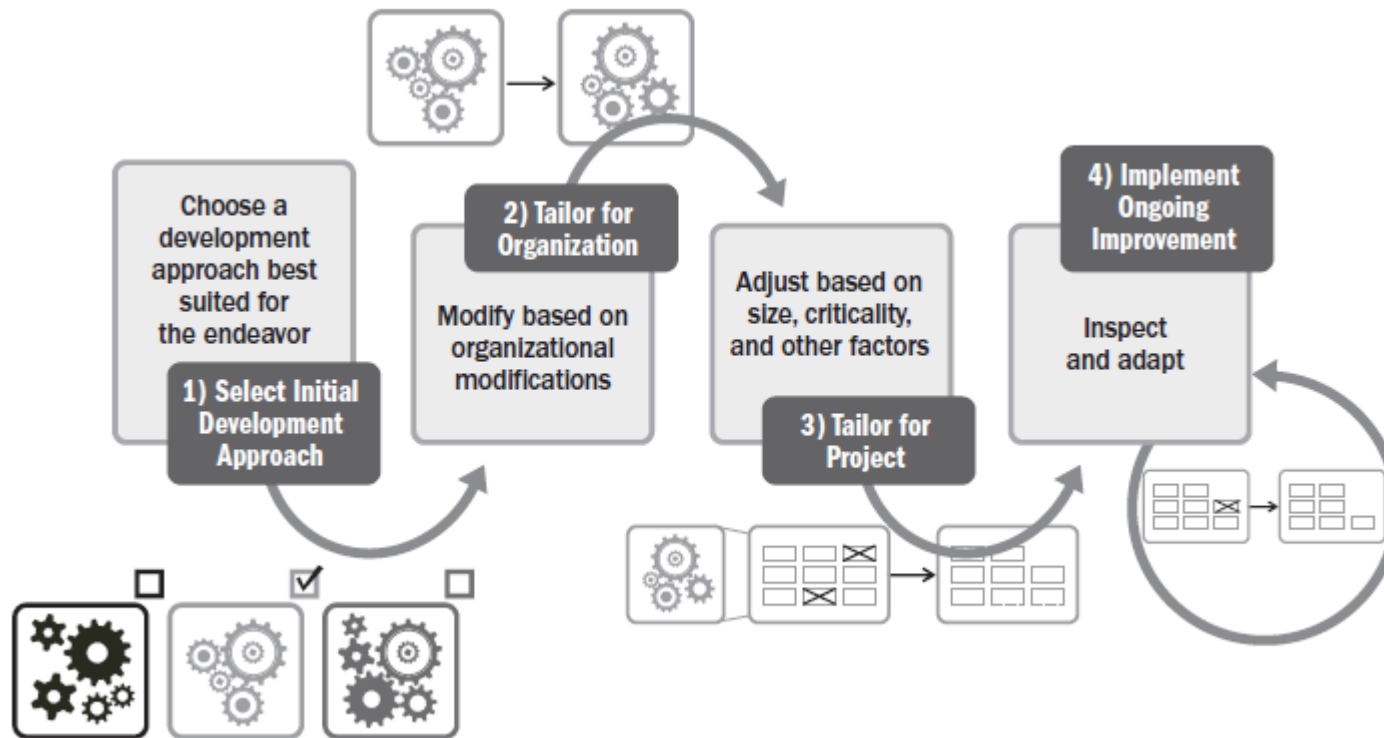 Choose a
development
approach best
suited for
the endeavor
1) Select Initial
Development
Approach
2) Tailor for
Organization
Modify based on
organizational
modifications
Adjust based on
size, criticality,
and other factors
3) Tailor for
Project
4) Implement
Ongoing
Improvement
Inspect
and adapt